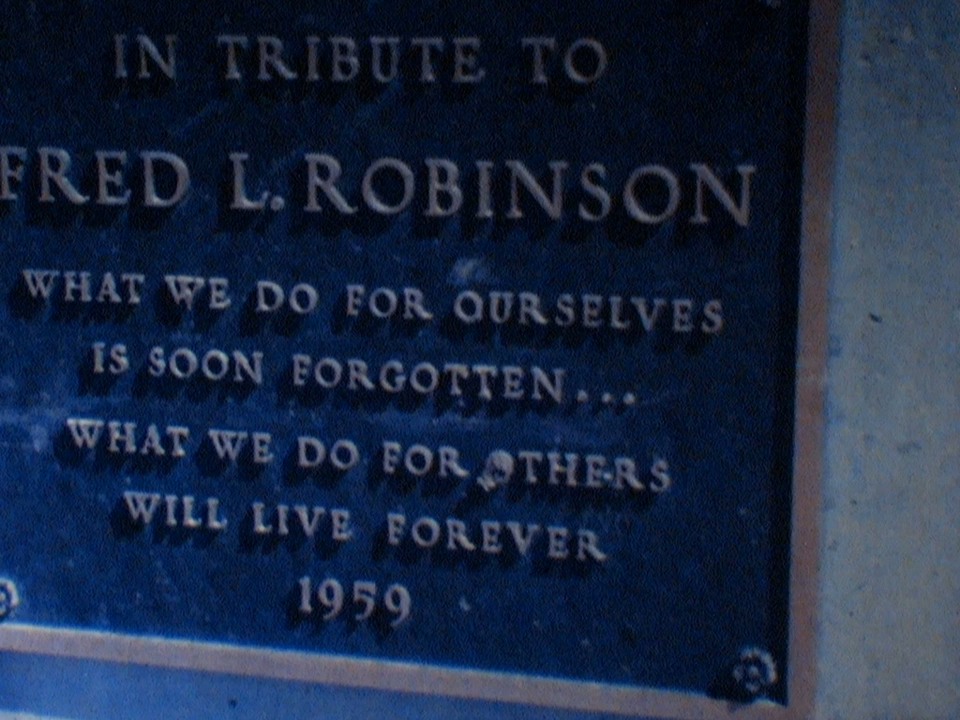 IN TRIBUTE TO
FRED L. ROBINSON
WHAT WE DO FOR OURSELVES
IS SOON FORGOTTEN...
WHAT WE DO FOR OTHERS
WILL LIVE FOREVER
1959